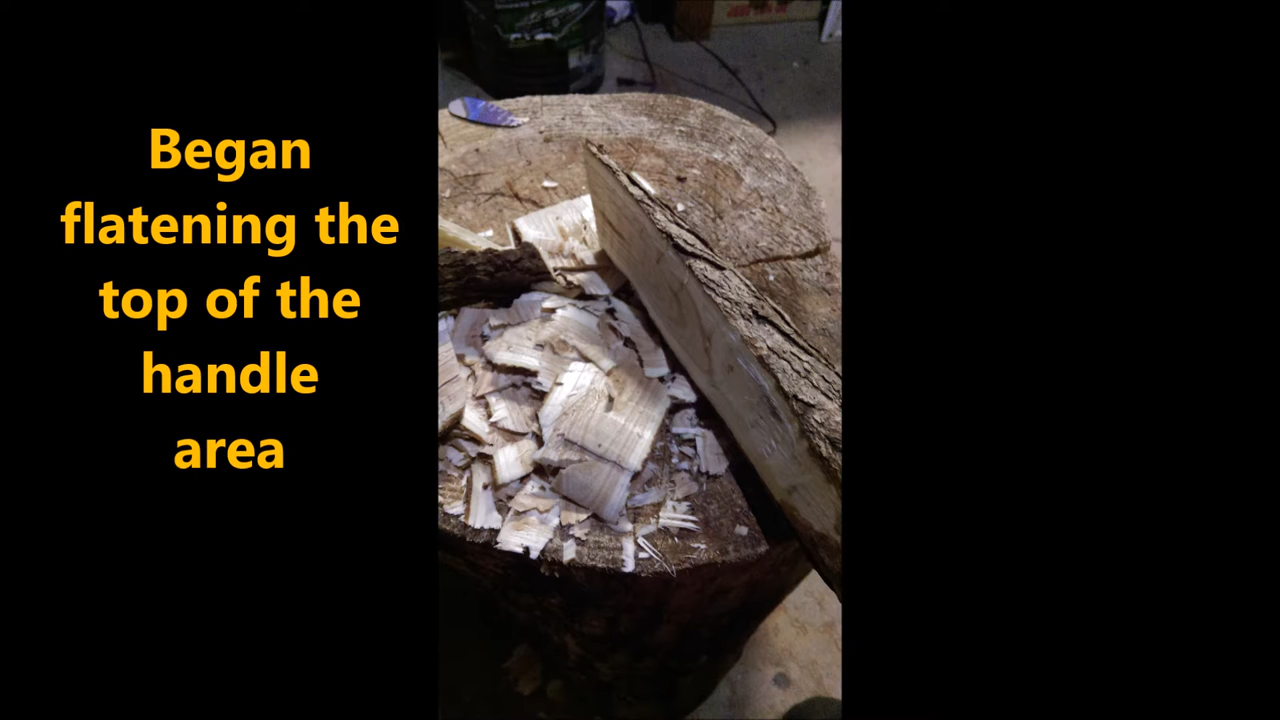 Began
flatening the
top of the
handle
area